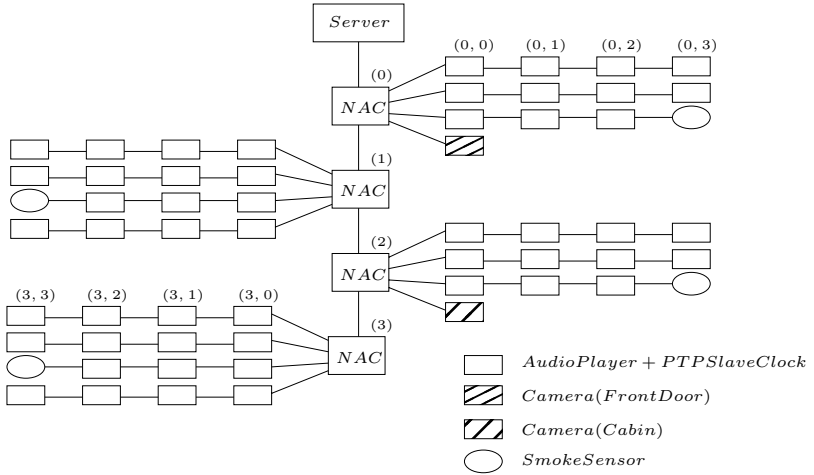 Server
(0, 0) (0, 1) (0, 2) (0, 3)
(0)
NAC
(1)
NAC
(2)
NAC
(3, 3) (3, 2) (3, 1) (3, 0)
(3)
NAC
AudioPlayer + PTPSlaveClock
Camera(FrontDoor)
Camera(Cabin)
SmokeSensor